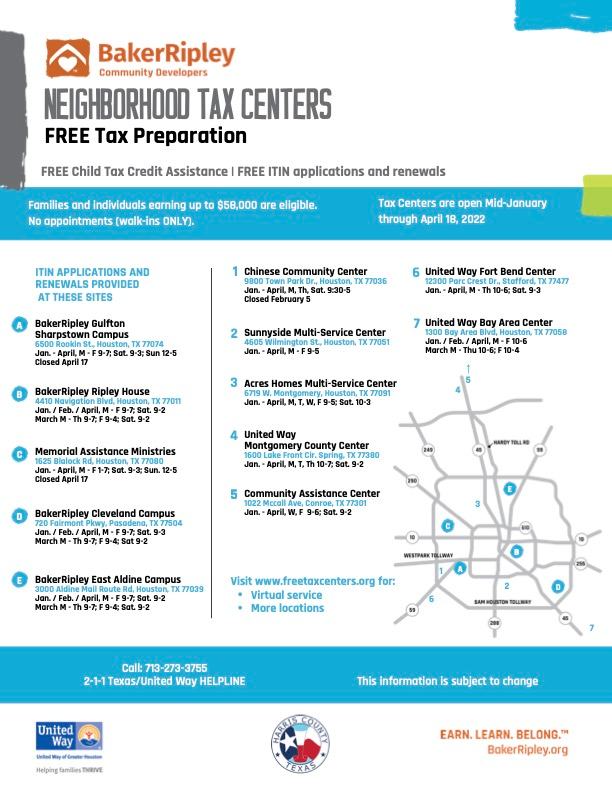 BakerRipley
Community Developers
NEIGHBORHOOD TAX CENTERS
FREE Tax Preparation
FREE Child Tax Credit Assistance | FREE ITIN applications and renewals
Families and individuals earning up to $58,000 are eligible.
No appointments (walk-ins ONLY).
Tax Centers are open Mid-January
through April 18, 2022
ITIN APPLICATIONS AND
RENEWALS PROVIDED
AT THESE SITES
A BakerRipley Gulfton
Sharpstown Campus
6500 Rookin St., Houston, TX 77074
Jan. - April, M - F 9-7; Sat. 9-3; Sun 12-5
Closed April 17
B BakerRipley Ripley House
4410 Navigation Blvd, Houston, TX 77011
Jan. / Feb. / April, M - F 9-7; Sat. 9-2
March M - Th 9-7; F 9-4; Sat. 9-2
C Memorial Assistance Ministries
1625 Blalock Rd, Houston, TX 77080
Jan. - April, M - F 1-7; Sat. 9-3; Sun. 12-5
Closed April 17
D BakerRipley Cleveland Campus
720 Fairmont Pkwy, Pasadena, TX 77504
Jan. / Feb. / April, M - F 9-7; Sat. 9-3
March M - Th 9-7; F 9-4; Sat 9-2
E BakerRipley East Aldine Campus
3000 Aldine Mail Route Rd, Houston, TX 77039
Jan. / Feb. / April, M - F 9-7; Sat. 9-2
March M - Th 9-7; F 9-4; Sat. 9-2
1 Chinese Community Center
9800 Town Park Dr., Houston, TX 77036
Jan. - April, M, Th, Sat. 9:30-5
Closed February 5
2 Sunnyside Multi-Service Center
4605 Wilmington St., Houston, TX 77051
Jan. - April, M - F 9-5
3 Acres Homes Multi-Service Center
6719 W. Montgomery, Houston, TX 77091
Jan. - April, M, T, W, F 9-5; Sat. 10-3
4 United Way
Montgomery County Center
1600 Lake Front Cir. Spring, TX 77380
Jan. - April, M, T, Th 10-7; Sat. 9-2
5 Community Assistance Center
1022 Mccall Ave, Conroe, TX 77301
Jan. - April, W, F 9-6; Sat. 9-2
Visit www.freetaxcenters.org for:
• Virtual service
• More locations
6 United Way Fort Bend Center
12300 Parc Crest Dr., Stafford, TX 77477
Jan. - April, M - Th 10-6; Sat. 9-3
7 United Way Bay Area Center
1300 Bay Area Blvd, Houston, TX 77058
Jan. / Feb. / April, M - F 10-6
March M - Thu 10-6; F 10-4
↑
5
4
HARDY TOLL RD
249
45
59
290
E
3
C
610
10
10
WESTPARK TOLLWAY
B
1
A
255
2
D
6
SAM HOUSTON TOLLWAY
59
288
45
7
Call: 713-273-3755
2-1-1 Texas/United Way HELPLINE
This information is subject to change
United
Way
United Way of Greater Houston
Helping families THRIVE
HARRIS COUNTY
TEXAS
EARN. LEARN. BELONG.™
BakerRipley.org